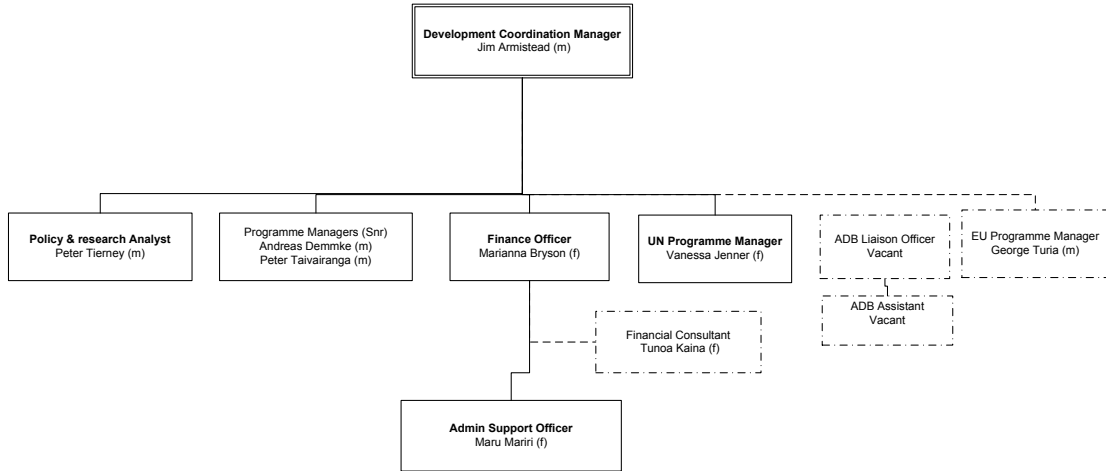 Development Coordination Manager
Jim Armistead (m)
Policy & research Analyst
Peter Tierney (m)
Programme Managers (Snr)
Andreas Demmke (m)
Peter Taivairanga (m)
Finance Officer
Marianna Bryson (f)
UN Programme Manager
Vanessa Jenner (f)
ADB Liaison Officer
Vacant
EU Programme Manager
George Turia (m)
ADB Assistant
Vacant
Financial Consultant
Tunoa Kaina (f)
Admin Support Officer
Maru Mariri (f)